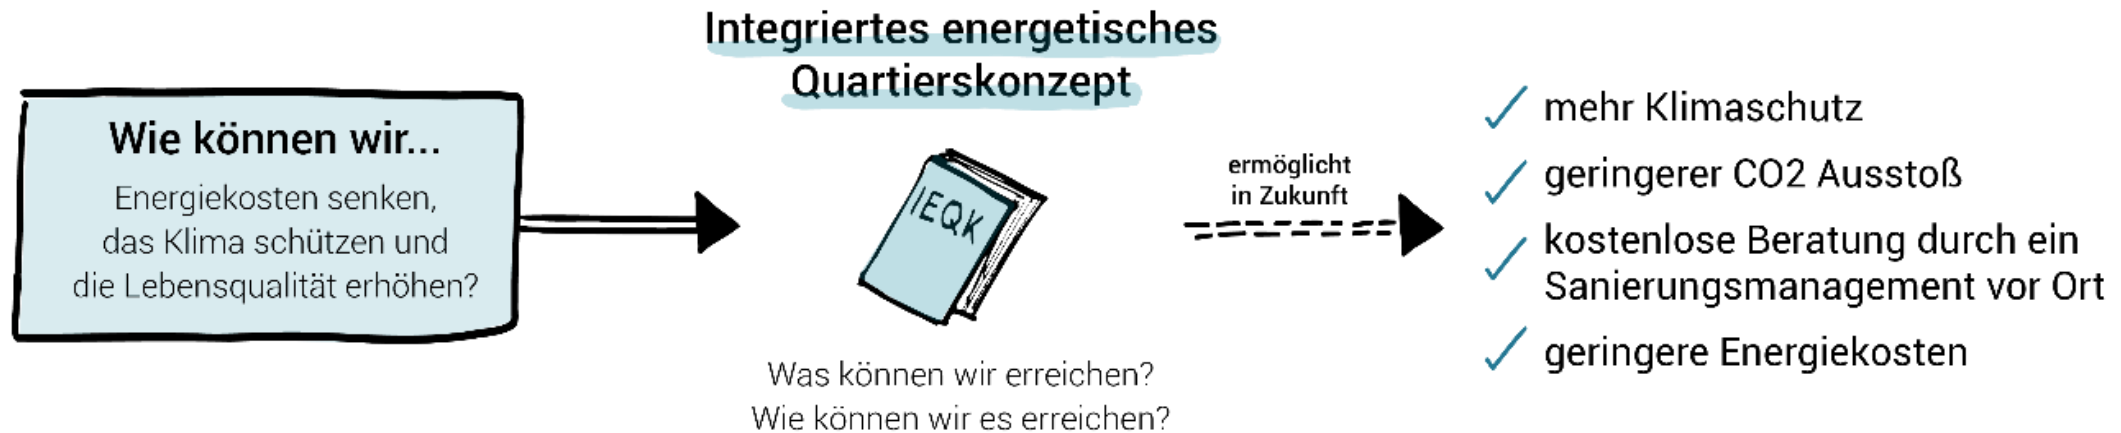 Wie können wir...
Energiekosten senken,
das Klima schützen und
die Lebensqualität erhöhen?
Integriertes energetisches
Quartierskonzept
IEQK
Was können wir erreichen?
Wie können wir es erreichen?
ermöglicht
in Zukunft
mehr Klimaschutz
geringerer CO2 Ausstoß
kostenlose Beratung durch ein
Sanierungsmanagement vor Ort
geringere Energiekosten